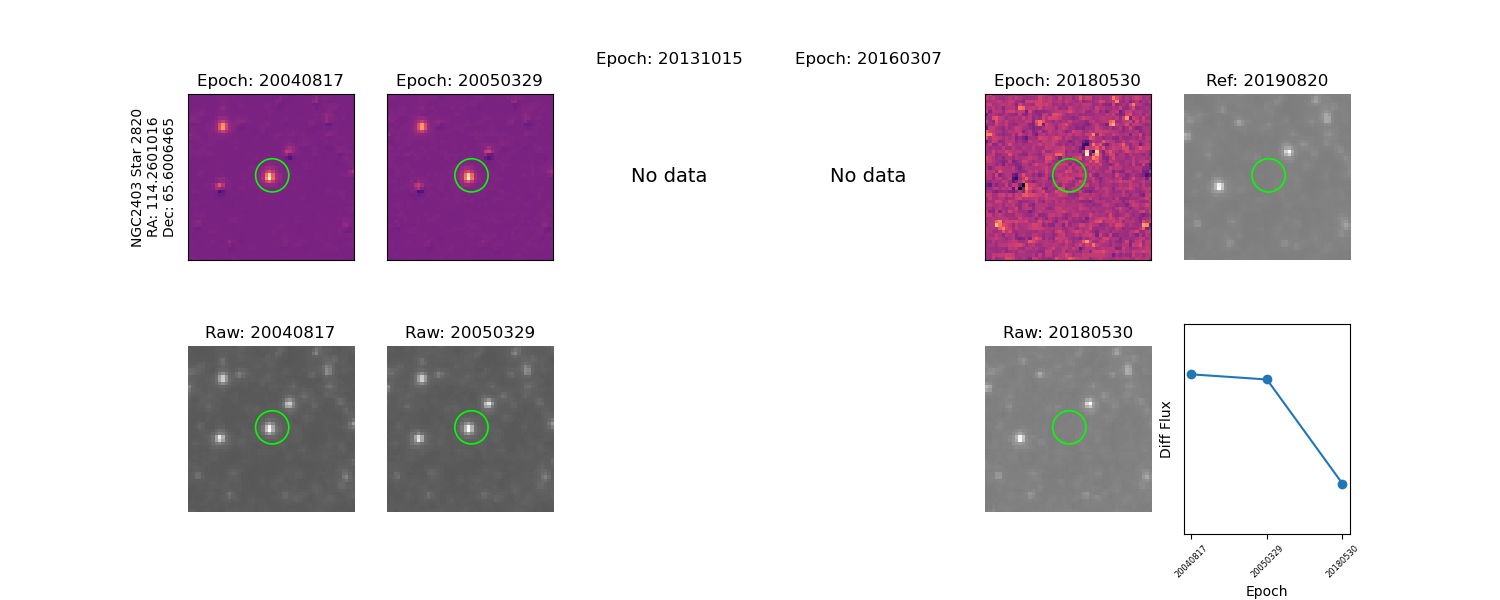 NGC2403 Star 2820
RA: 114.2601016
Dec: 65.6006465
Epoch: 20040817
Epoch: 20050329
Epoch: 20131015
No data
Epoch: 20160307
No data
Epoch: 20180530
Ref: 20190820
Raw: 20040817
Raw: 20050329
Raw: 20180530
Diff Flux
20040817
20050329
20180530
Epoch